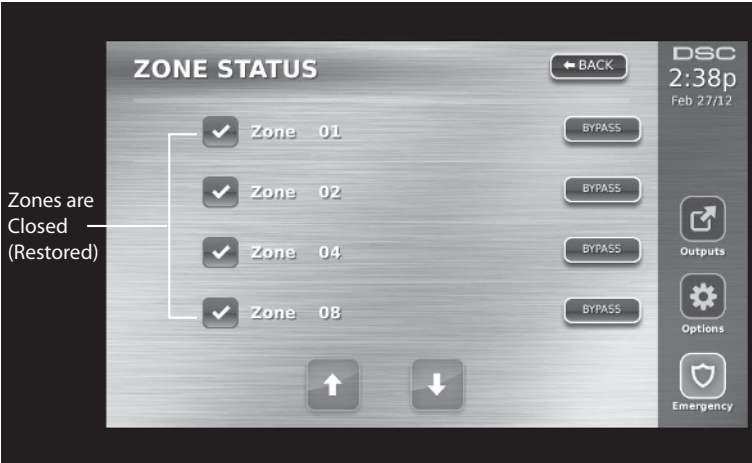 ZONE STATUS
BACK
DSC
2:38p
Feb 27/12
Zone 01
BYPASS
Zone 02
BYPASS
Zones are
Closed
(Restored)
Zone 04
BYPASS
Zone 08
BYPASS
Outputs
Options
Emergency